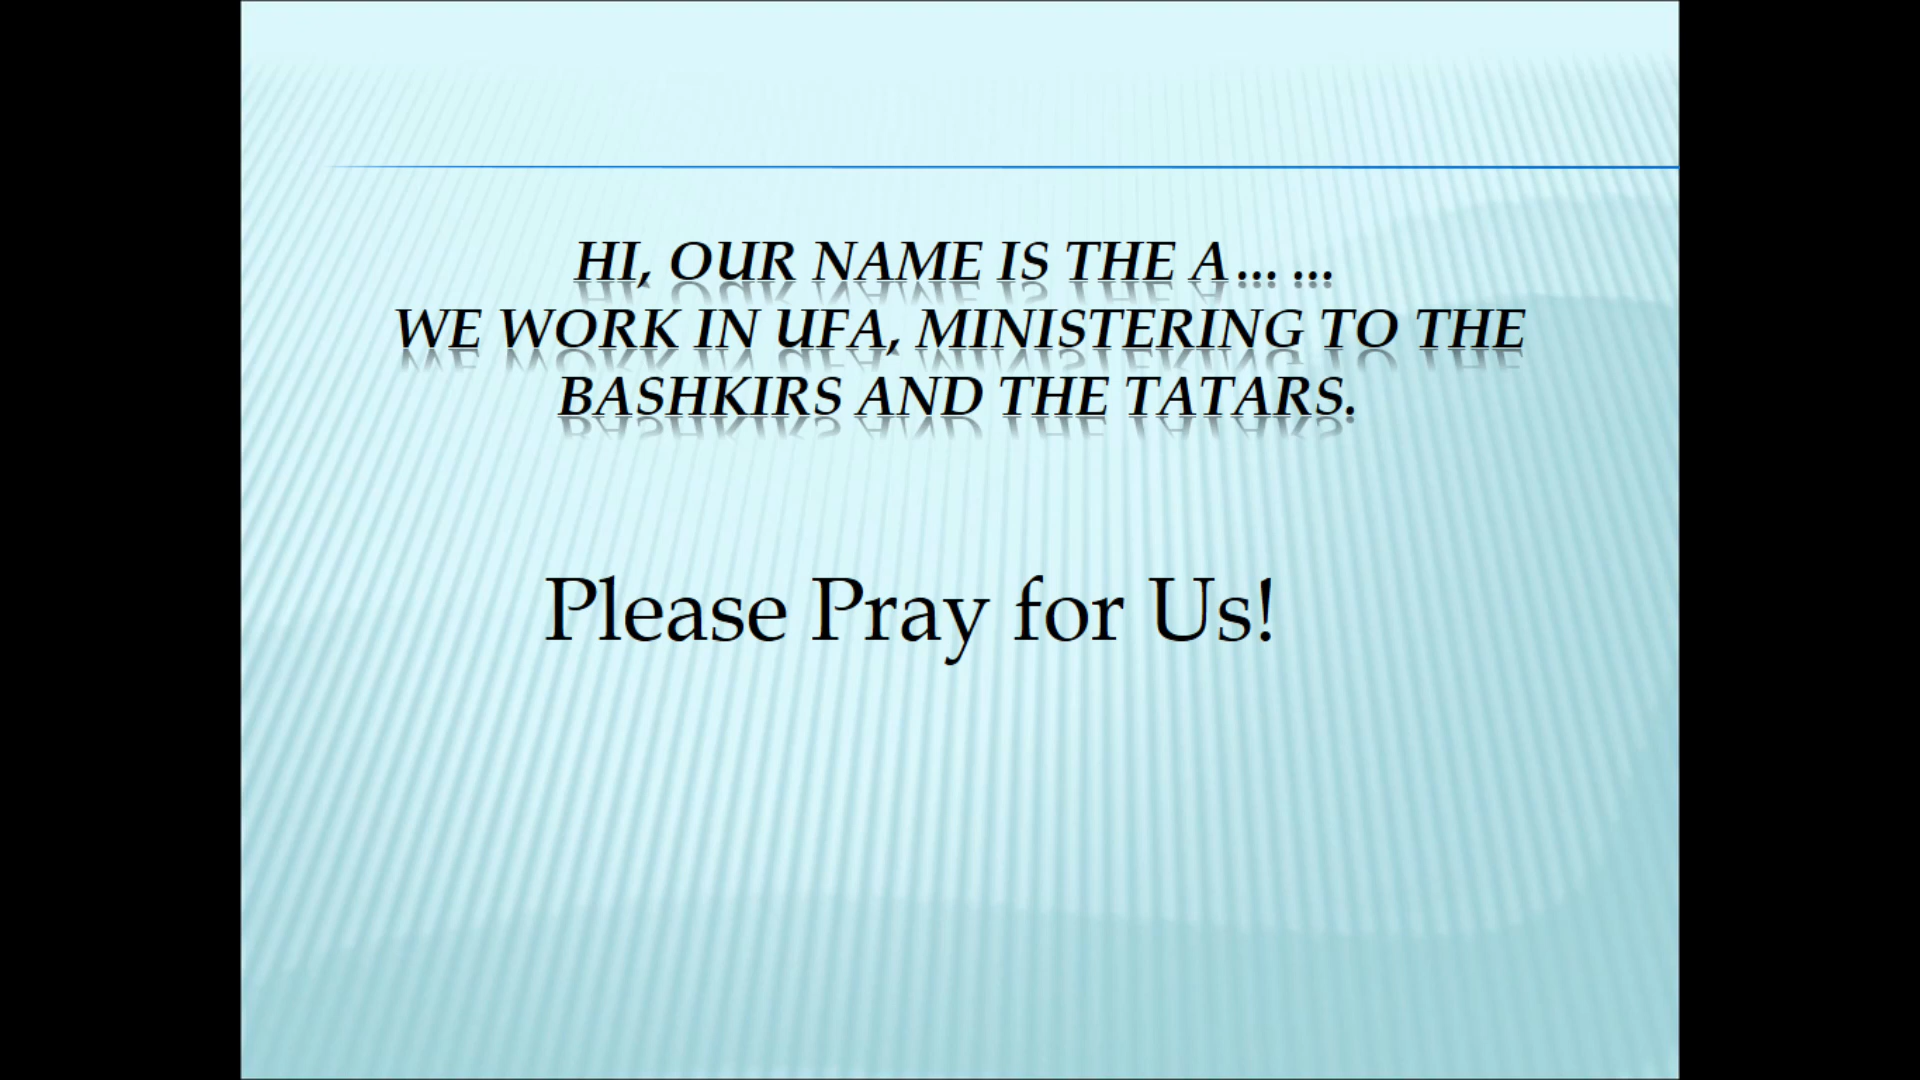 HI, OUR NAME IS THE A... ...
WE WORK IN UFA, MINISTERING TO THE
BASHKIRS AND THE TATARS.
Please Pray for Us!